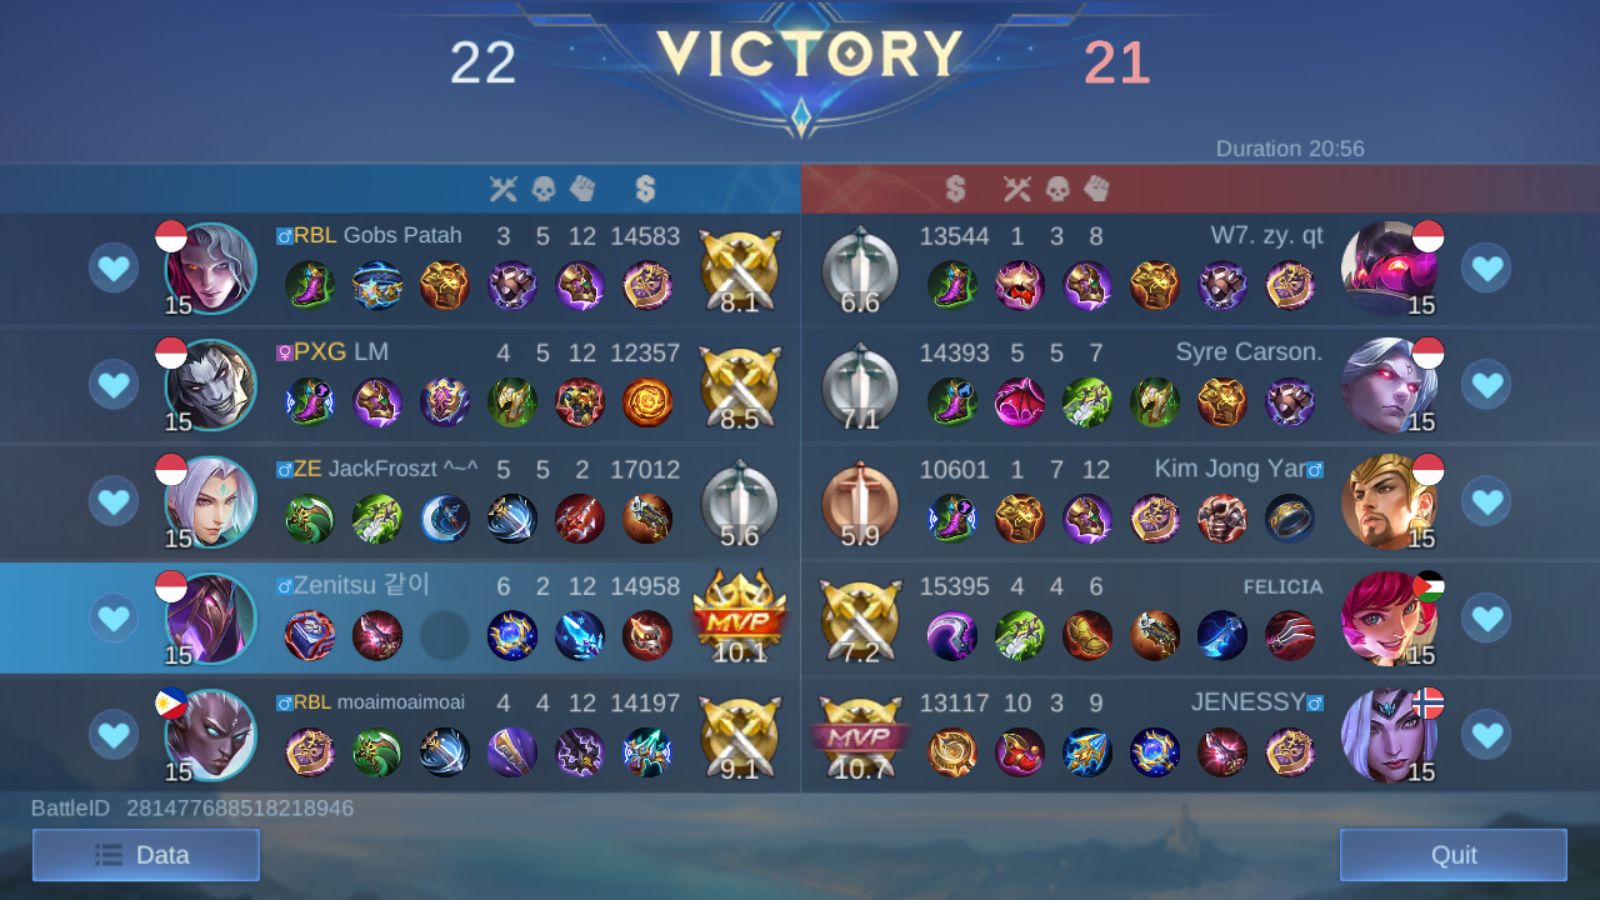 22 VICTORY 21
Duration 20:56
RBL Gobs Patah 3 5 12 14583
15 8.1
6.6 13544 1 3 8 W7. zy. qt
15
PXG LM 4 5 12 12357
15 8.5
7.1 14393 5 5 7 Syre Carson.
15
ZE JackFroszt ^~^ 5 5 2 17012
15 5.6
5.9 10601 1 7 12 Kim Jong Yar
15
Zenitsu 같이 6 2 12 14958
MVP
15 10.1
7.2 15395 4 4 6 FELICIA
15
RBL moaimoaimoai 4 4 12 14197
15 9.1
13117 10 3 9 JENESSY
MVP
10.7 15
BattleID 281477688518218946
Data
Quit